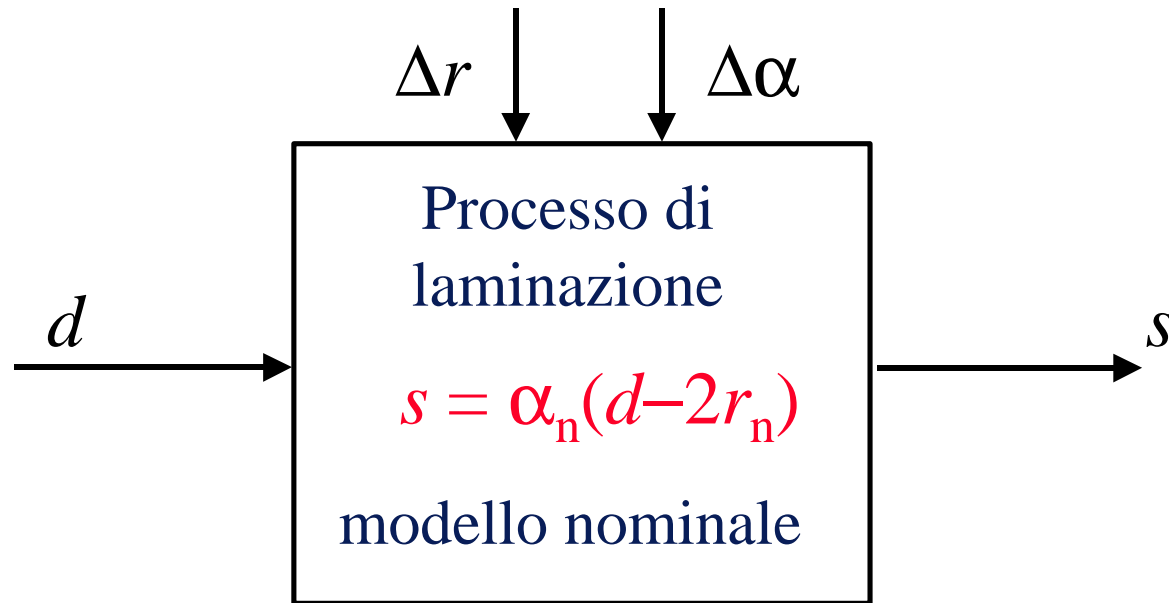 Δr Δα
Processo di
laminazione
d
s
s = αₙ(d−2rₙ)
modello nominale